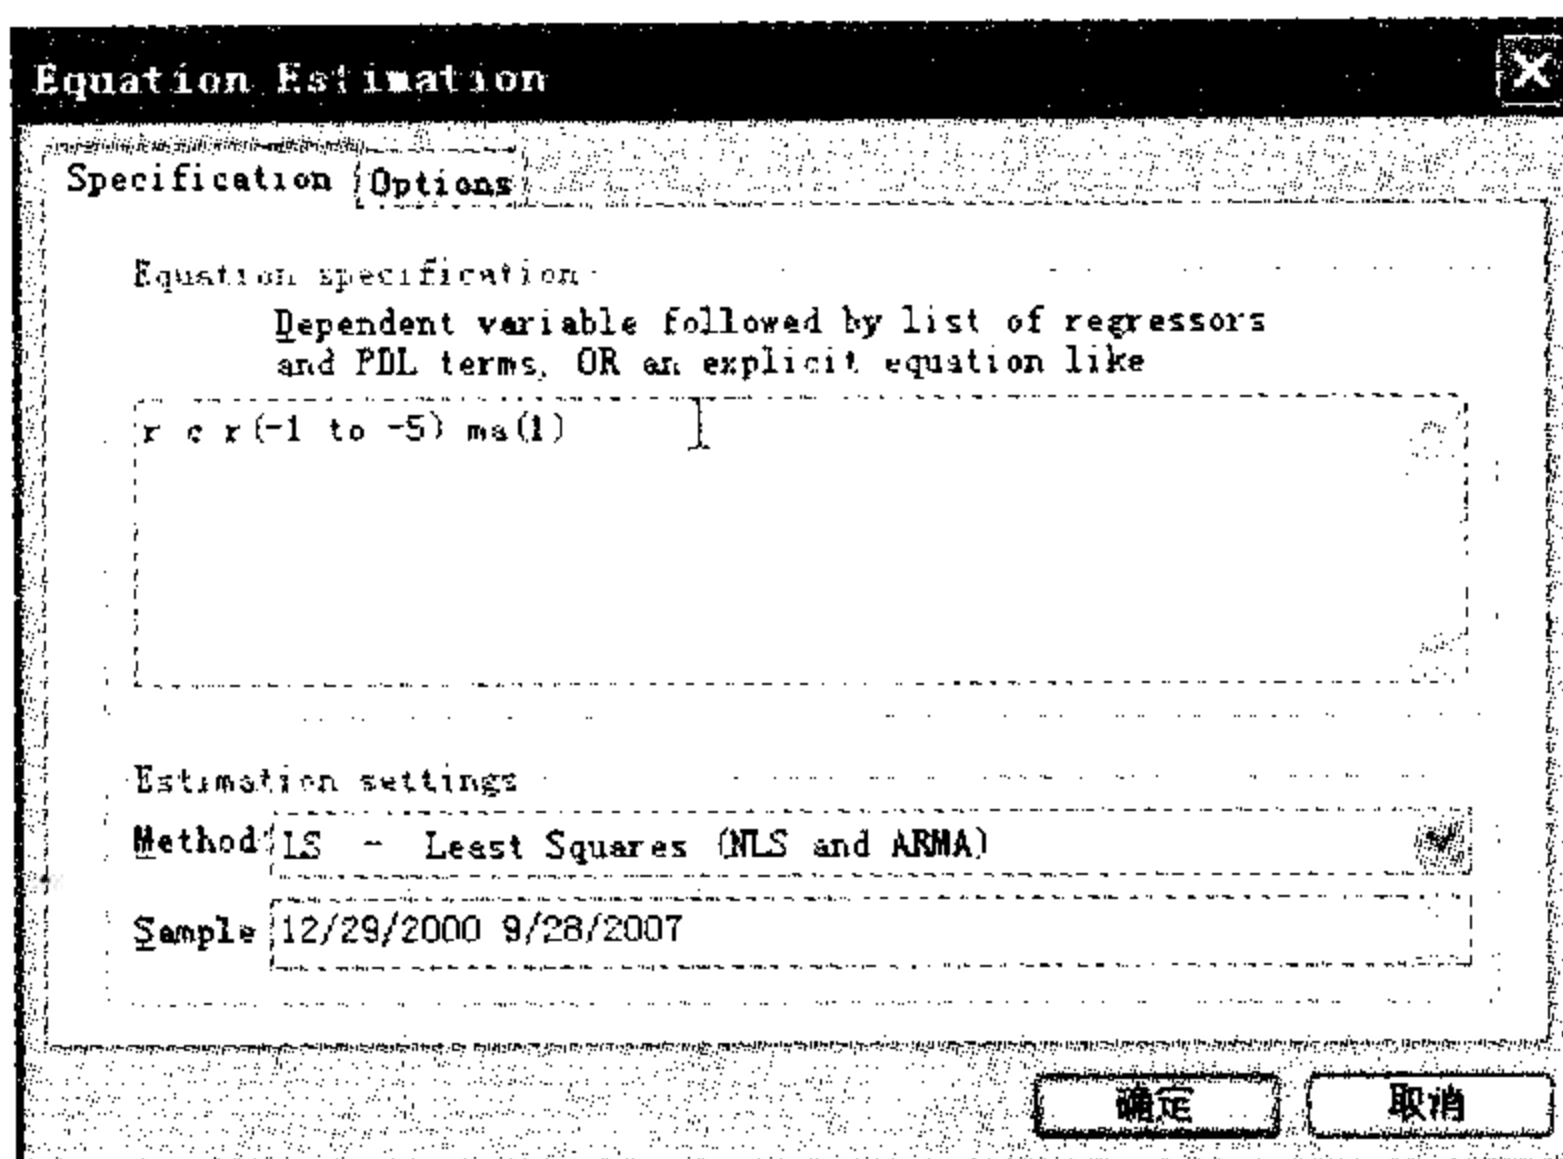 Equation Estimation
Specification Options
Equation specification
Dependent variable followed by list of regressors
and PDL terms, OR an explicit equation like
r c r(-1 to -5) ma(1)
Estimation settings
Method LS - Least Squares (NLS and ARMA)
Sample 12/29/2000 9/28/2007
确定 取消